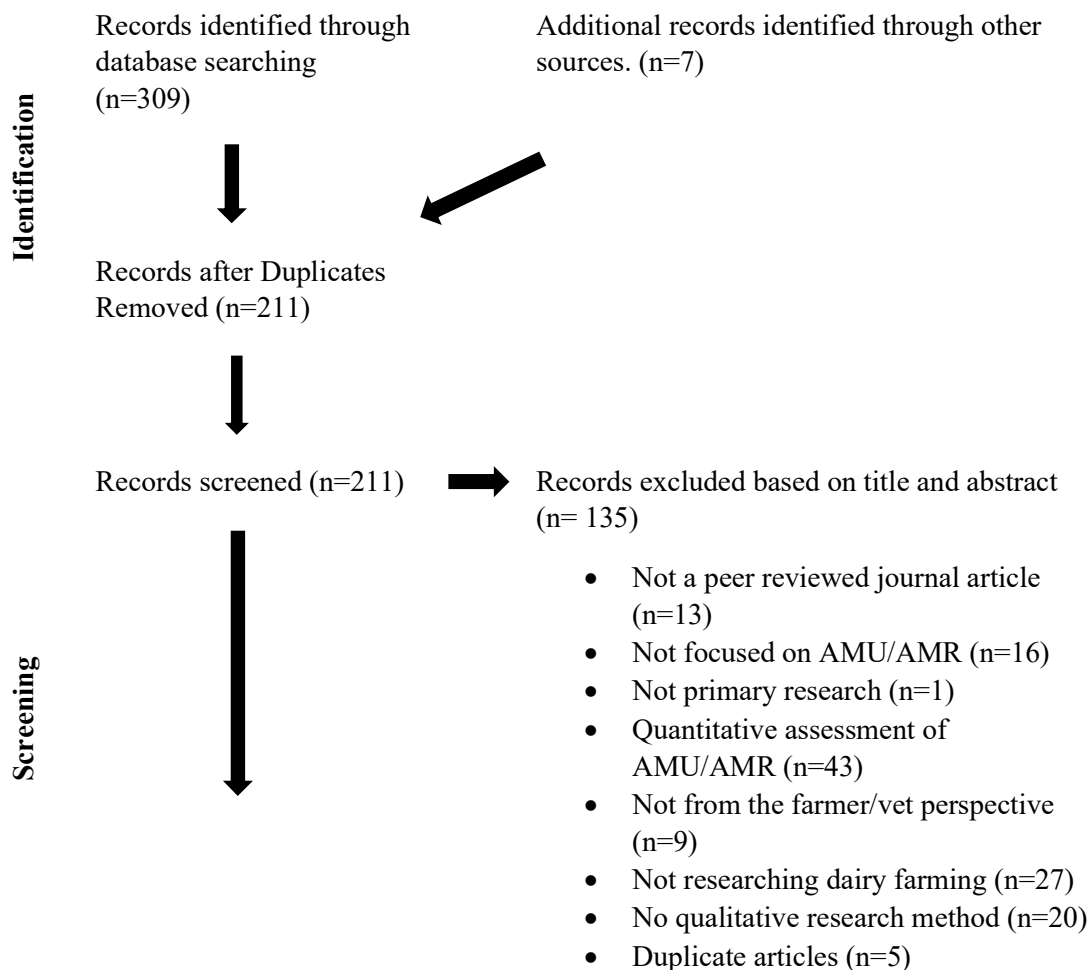 Records identified through
database searching
(n=309)
Additional records identified through other
sources. (n=7)
Identification
Records after Duplicates
Removed (n=211)
Records screened (n=211)
Records excluded based on title and abstract
(n= 135)
Screening
• Not a peer reviewed journal article
(n=13)
• Not focused on AMU/AMR (n=16)
• Not primary research (n=1)
• Quantitative assessment of
AMU/AMR (n=43)
• Not from the farmer/vet perspective
(n=9)
• Not researching dairy farming (n=27)
• No qualitative research method (n=20)
• Duplicate articles (n=5)